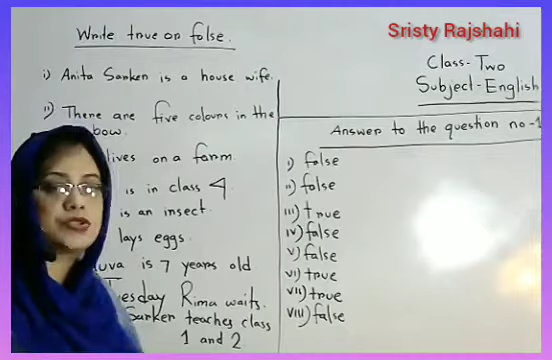 Write true or false.
i) Anita Sarker is a house wife.
ii) There are five colours in the
bow.
lives on a farm.
is in class 4
is an insect.
lays eggs.
uva is 7 years old
esday Rima waits.
Sarker teaches class
1 and 2
Sristy Rajshahi
Class-Two
Subject-English
Answer to the question no-1
i) false
ii) false
iii) true
iv) false
v) false
vi) true
vii) true
viii) false